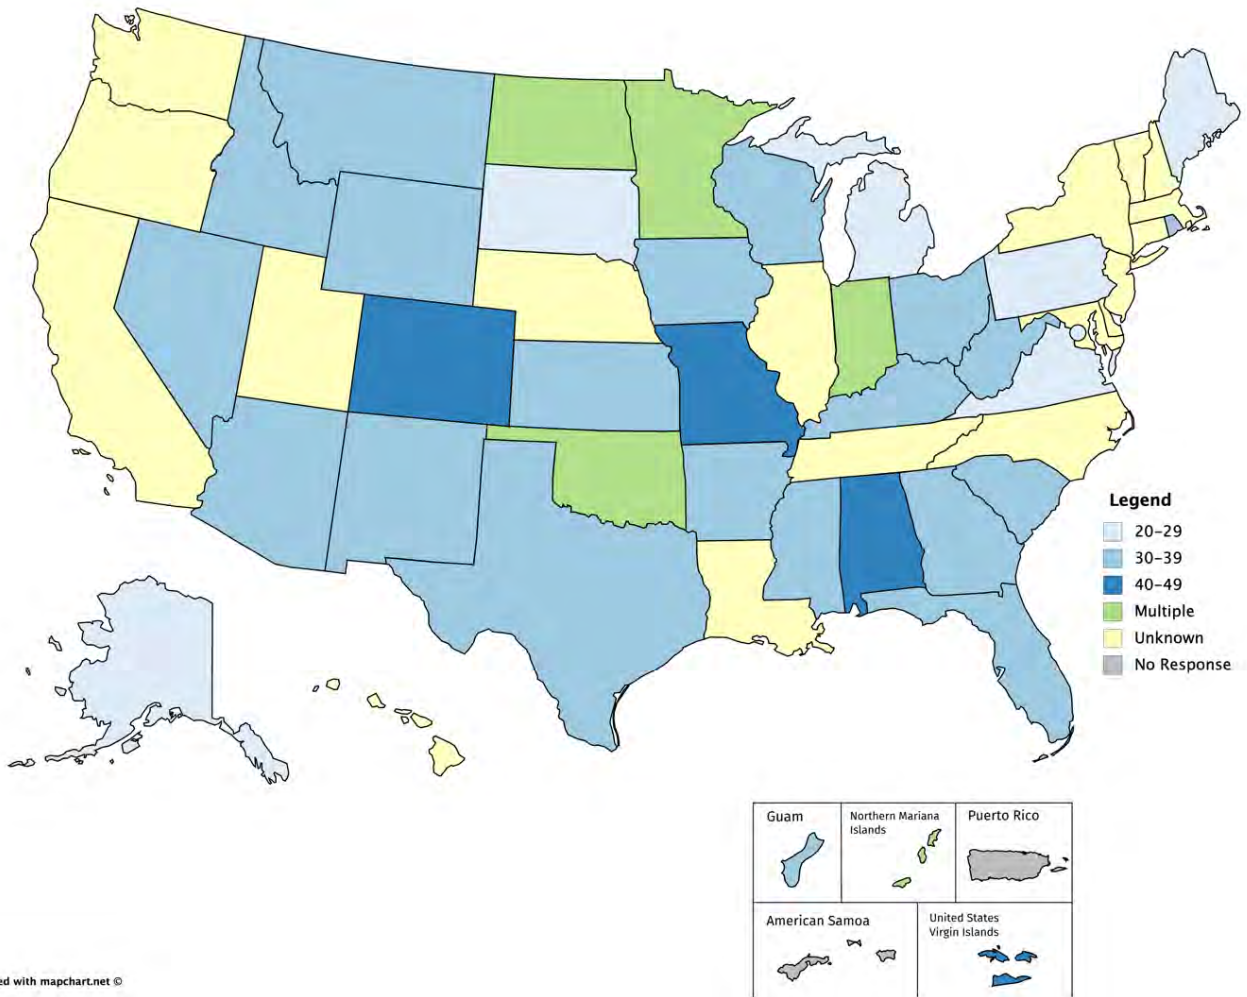 Legend
20-29
30-39
40-49
Multiple
Unknown
No Response
Guam
Northern Mariana
Islands
Puerto Rico
American Samoa
United States
Virgin Islands
ed with mapchart.net ©